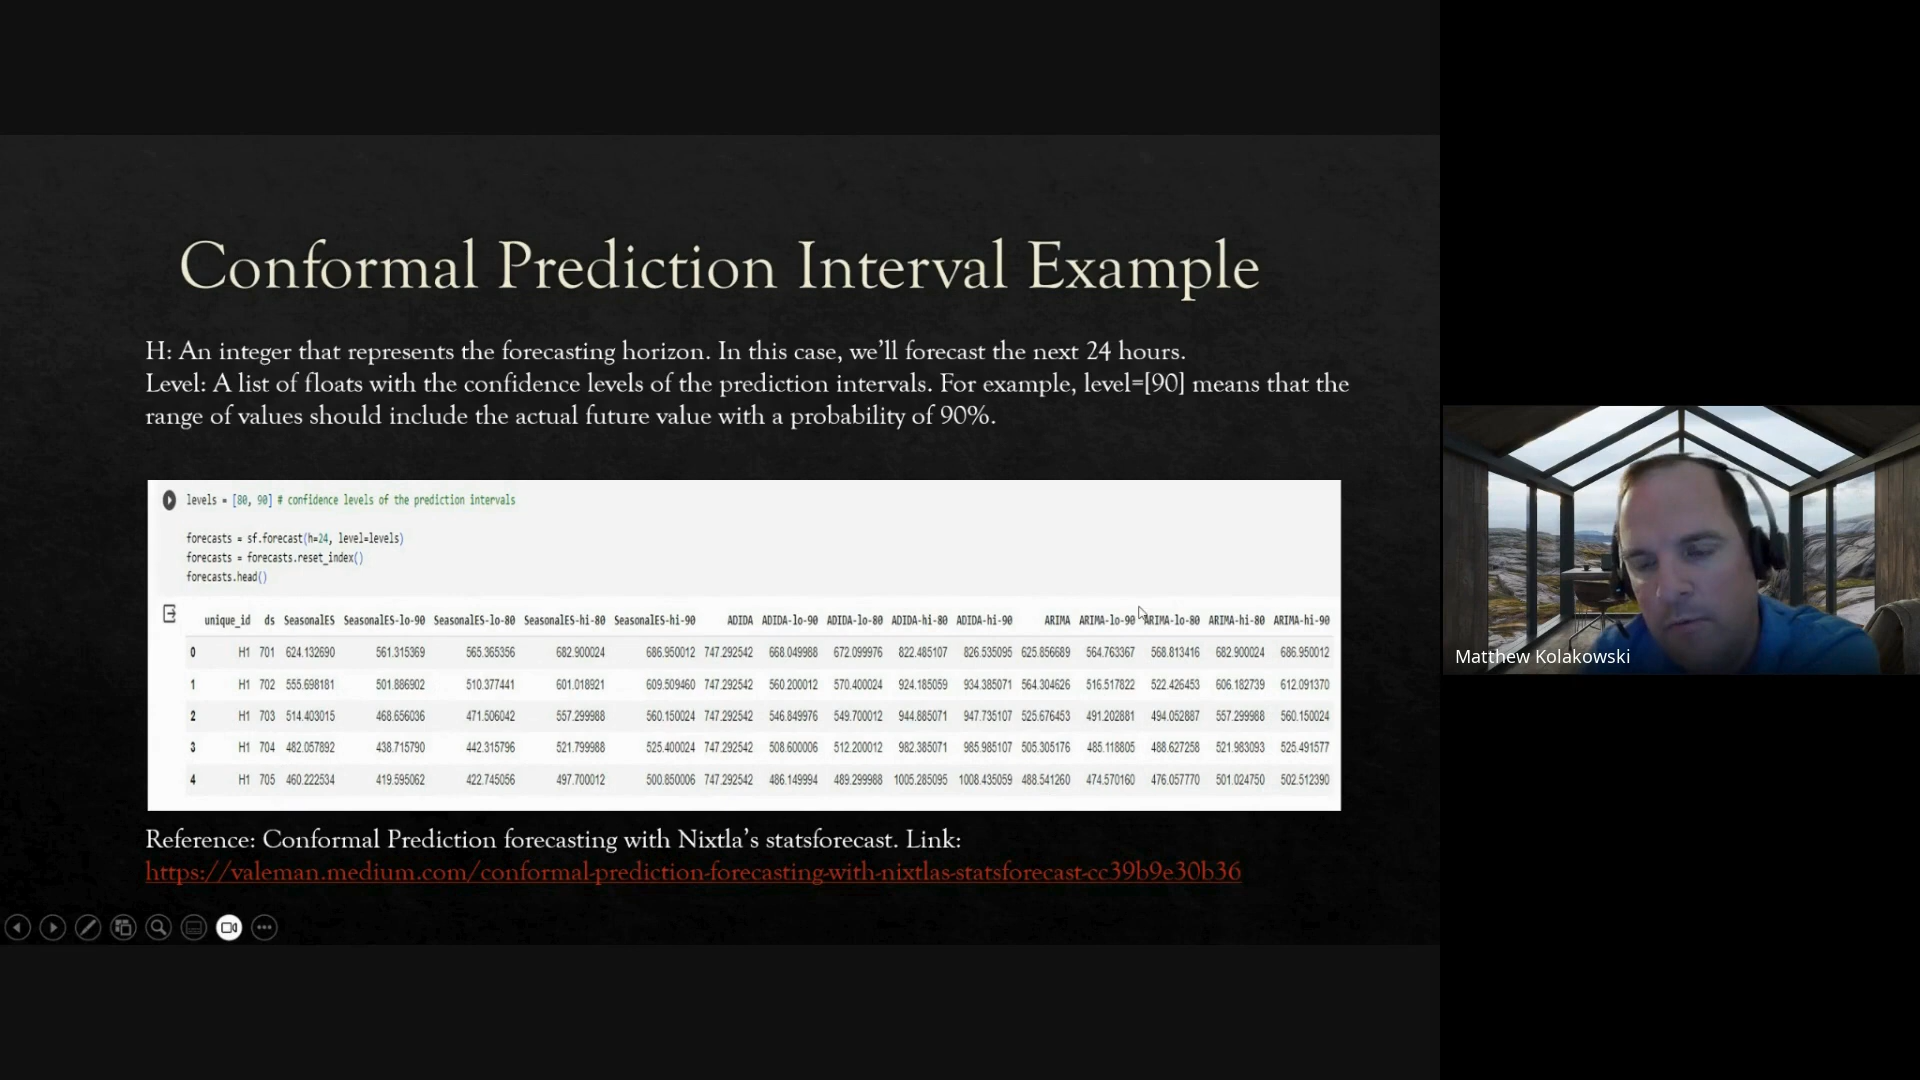 Conformal Prediction Interval Example
H: An integer that represents the forecasting horizon. In this case, we'll forecast the next 24 hours.
Level: A list of floats with the confidence levels of the prediction intervals. For example, level=[90] means that the
range of values should include the actual future value with a probability of 90%.
levels = [80, 90] # confidence levels of the prediction intervals
forecasts = sf.forecast(h=24, level=levels)
forecasts = forecasts.reset_index()
forecasts.head()
unique_id ds SeasonalES SeasonalES-lo-90 SeasonalES-lo-80 SeasonalES-hi-80 SeasonalES-hi-90 ADIDA ADIDA-lo-90 ADIDA-lo-80 ADIDA-hi-80 ADIDA-hi-90 ARIMA ARIMA-lo-90 ARIMA-lo-80 ARIMA-hi-80 ARIMA-hi-90
0 H1 701 624.132690 561.315369 565.365356 682.900024 686.950012 747.292542 668.049988 672.099976 822.485107 826.535095 625.856689 564.763367 568.813416 682.900024 686.950012
1 H1 702 555.698181 501.886902 510.377441 601.018921 609.509460 747.292542 560.200012 570.400024 924.185059 934.385071 564.304626 516.517822 522.426453 606.182739 612.091370
2 H1 703 514.403015 468.656036 471.506042 557.299988 560.150024 747.292542 546.849976 549.700012 944.885071 947.735107 525.676453 491.202881 494.052887 557.299988 560.150024
3 H1 704 482.057892 438.715790 442.315796 521.799988 525.400024 747.292542 508.600006 512.200012 982.385071 985.985107 505.305176 485.118805 488.627258 521.983093 525.491577
4 H1 705 460.222534 419.595062 422.745056 497.700012 500.850006 747.292542 486.149994 489.299988 1005.285095 1008.435059 488.541260 474.570160 476.057770 501.024750 502.512390
Reference: Conformal Prediction forecasting with Nixtla's statsforecast. Link:
https://valeman.medium.com/conformal-prediction-forecasting-with-nixtlas-statsforecast-cc39b9e30b36
Matthew Kolakowski